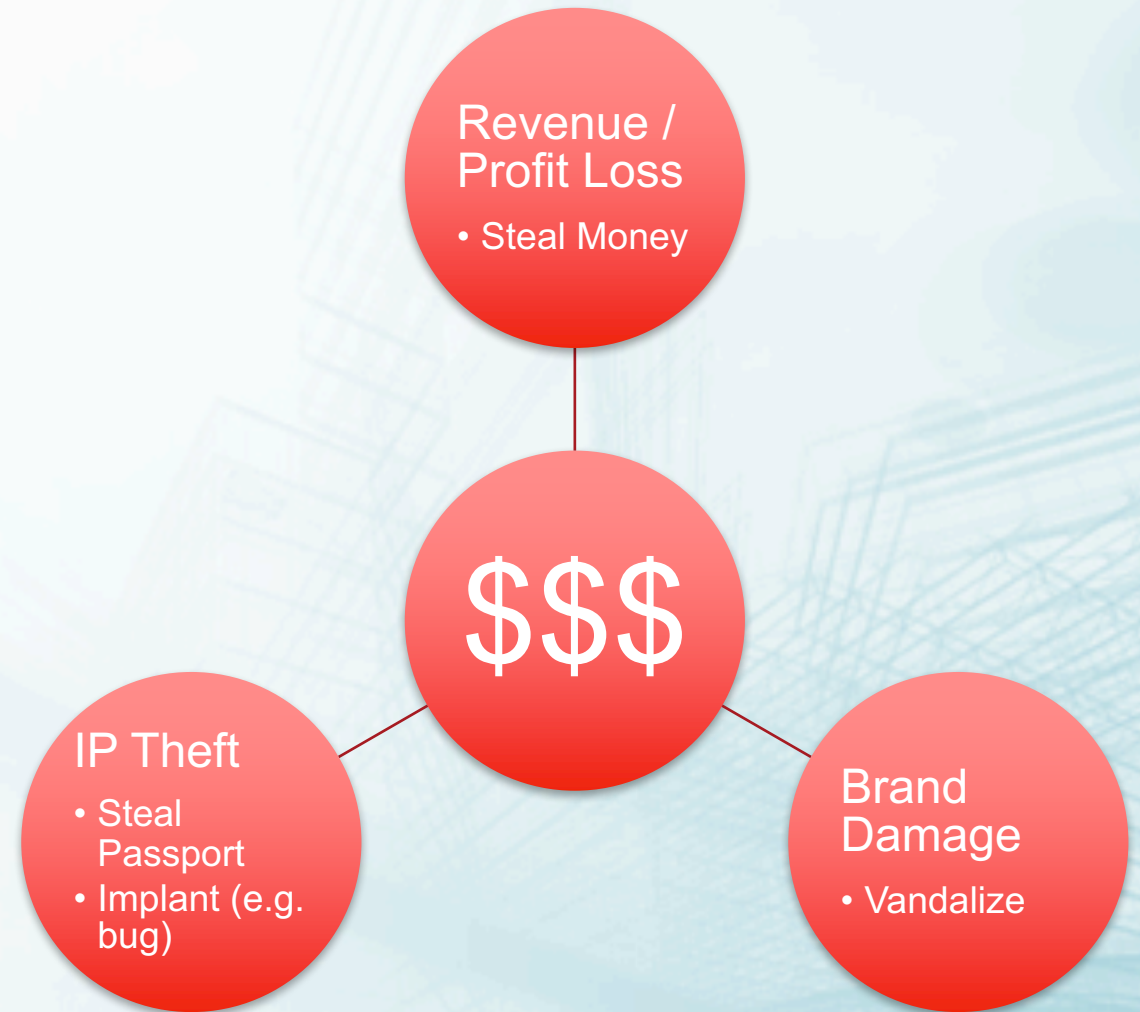 Revenue /
Profit Loss
• Steal Money
$$$
IP Theft
• Steal
Passport
• Implant (e.g.
bug)
Brand
Damage
• Vandalize